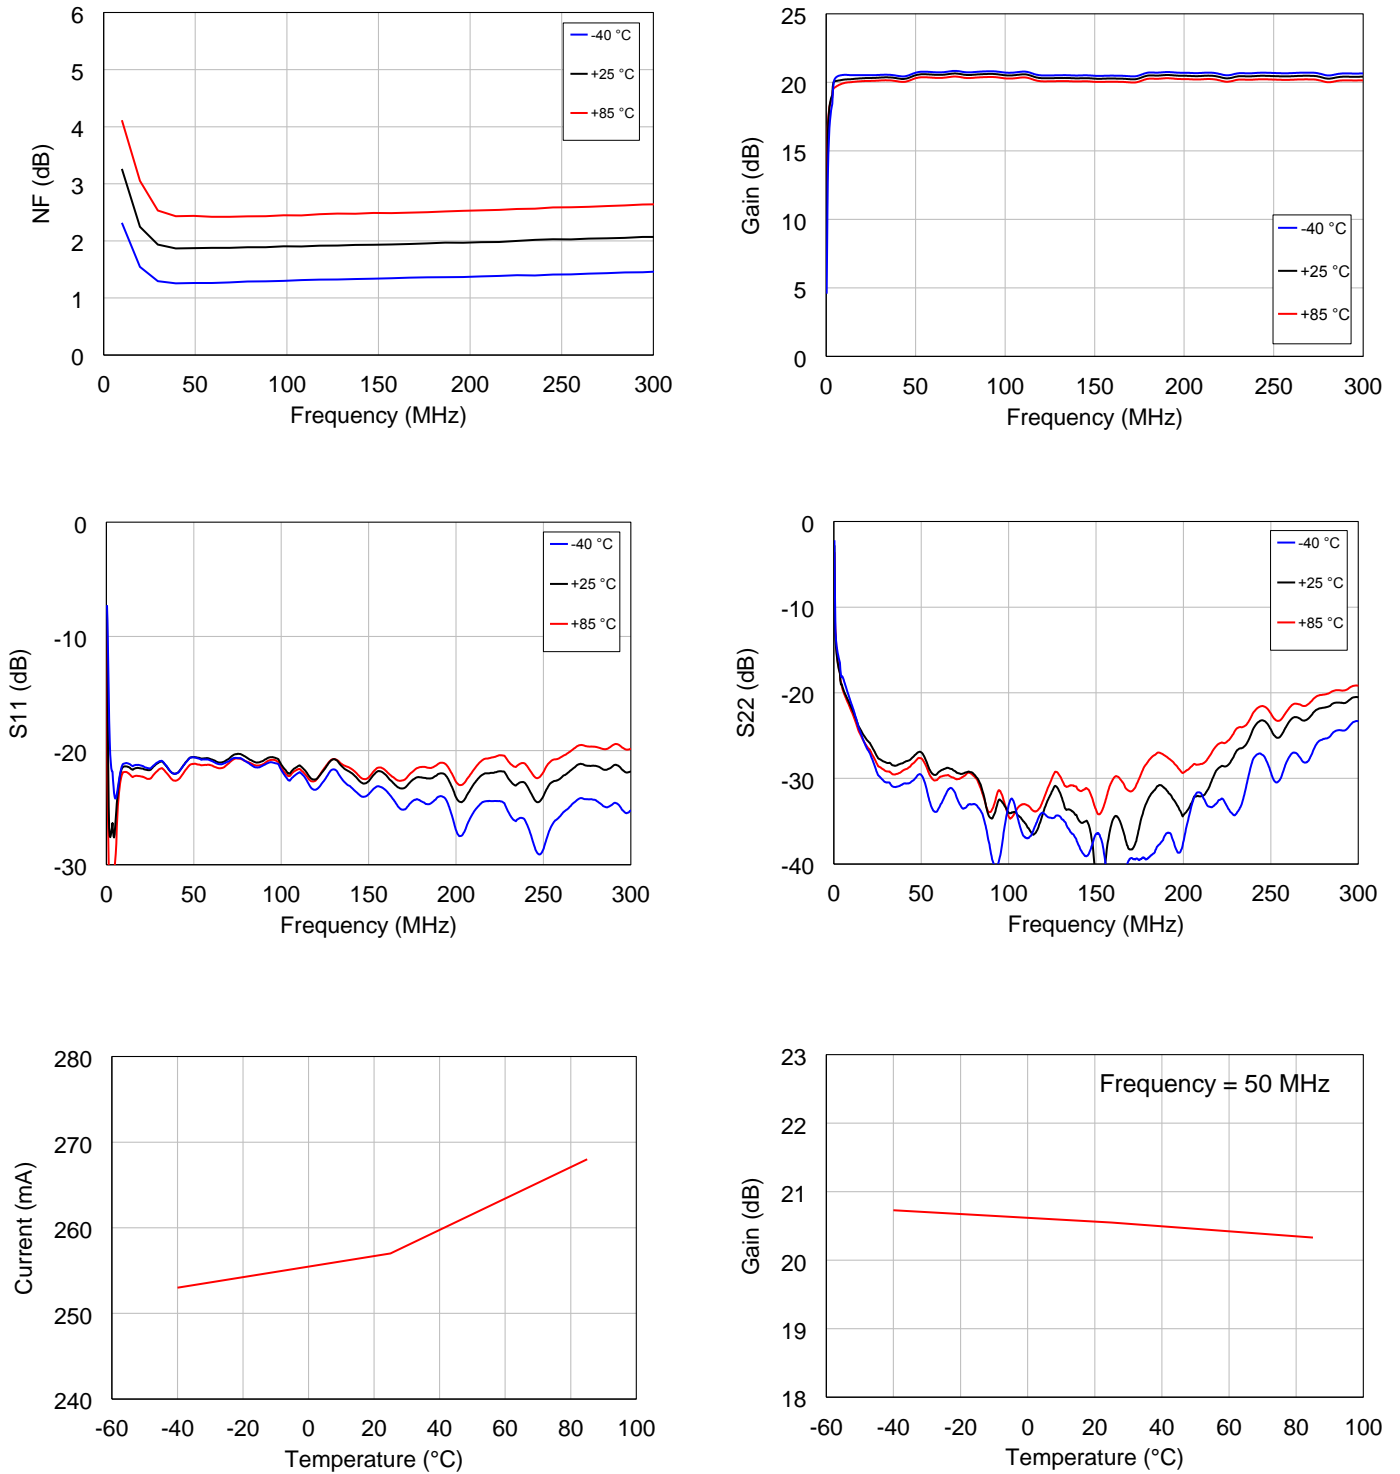 6
5
4
3
2
1
0
0 50 100 150 200 250 300
NF (dB)
Frequency (MHz)
-40 °C
+25 °C
+85 °C
25
20
15
10
5
0
0 50 100 150 200 250 300
Gain (dB)
Frequency (MHz)
-40 °C
+25 °C
+85 °C
0
-10
-20
-30
0 50 100 150 200 250 300
S11 (dB)
Frequency (MHz)
-40 °C
+25 °C
+85 °C
0
-10
-20
-30
-40
0 50 100 150 200 250 300
S22 (dB)
Frequency (MHz)
-40 °C
+25 °C
+85 °C
280
270
260
250
240
-60 -40 -20 0 20 40 60 80 100
Current (mA)
Temperature (°C)
23
22
21
20
19
18
-60 -40 -20 0 20 40 60 80 100
Gain (dB)
Temperature (°C)
Frequency = 50 MHz